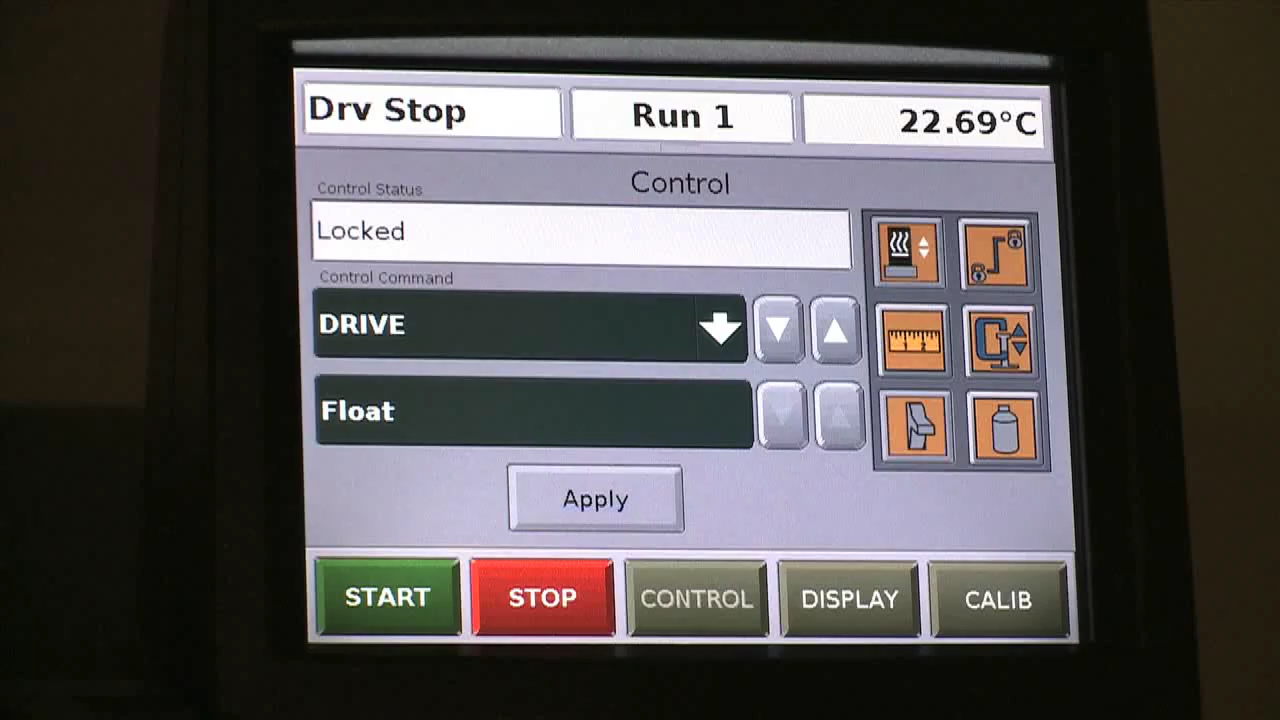 Drv Stop
Run 1
22.69°C
Control
Control Status
Locked
Control Command
DRIVE
Float
Apply
START
STOP
CONTROL
DISPLAY
CALIB